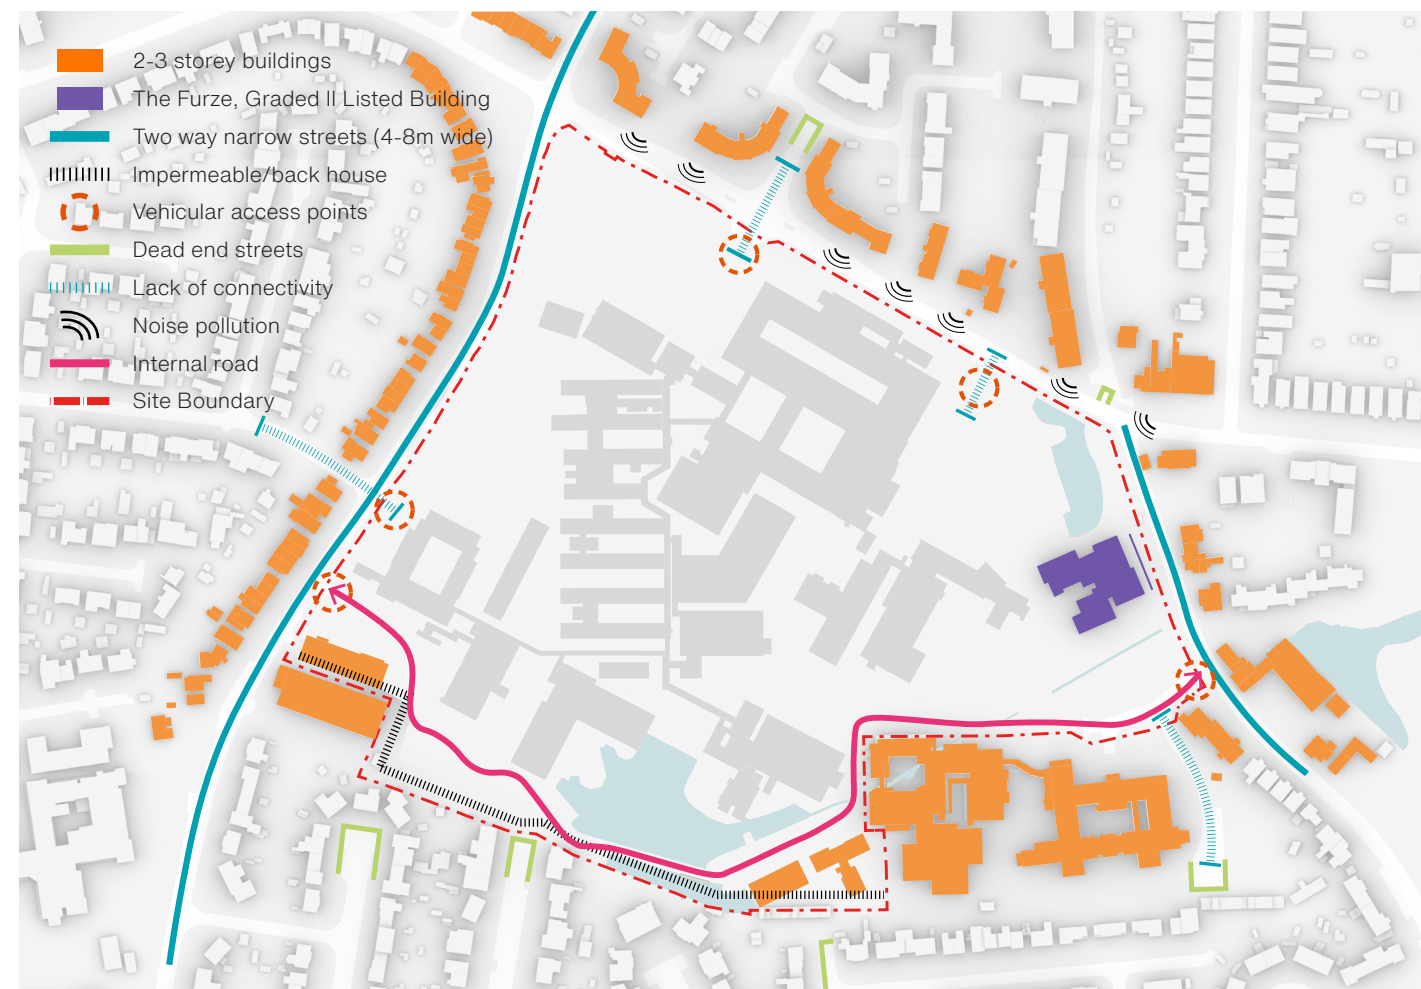 2-3 storey buildings
The Furze, Graded II Listed Building
Two way narrow streets (4-8m wide)
Impermeable/back house
Vehicular access points
Dead end streets
Lack of connectivity
Noise pollution
Internal road
Site Boundary